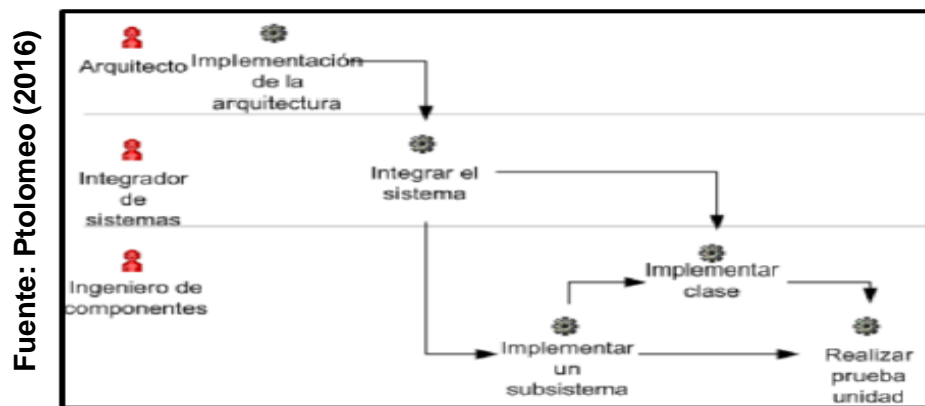 Fuente: Ptolomeo (2016)
Arquitecto
Implementación
de la
arquitectura
Integrador
de
sistemas
Integrar el
sistema
Ingeniero de
componentes
Implementar
clase
Implementar
un
subsistema
Realizar
prueba
unidad